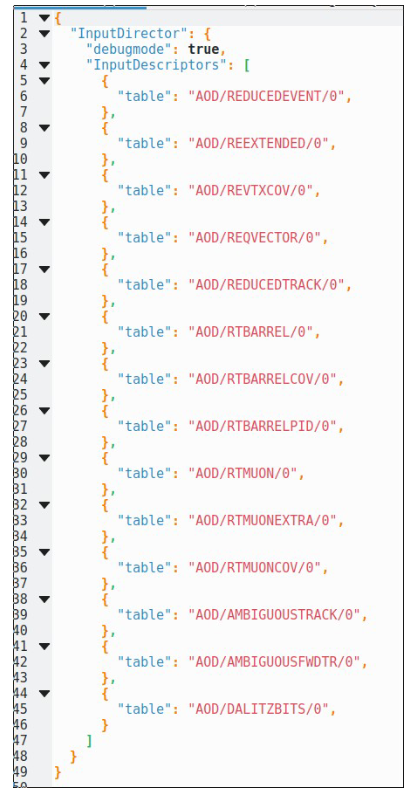 1 {
2 "InputDirector": {
3 "debugmode": true,
4 "InputDescriptors": [
5 {
6 "table": "AOD/REDUCEDEVENT/0",
7 },
8 {
9 "table": "AOD/REEXTENDED/0",
10 },
11 {
12 "table": "AOD/REVTXCOV/0",
13 },
14 {
15 "table": "AOD/REQVECTOR/0",
16 },
17 {
18 "table": "AOD/REDUCEDTRACK/0",
19 },
20 {
21 "table": "AOD/RTBARREL/0",
22 },
23 {
24 "table": "AOD/RTBARRELCOV/0",
25 },
26 {
27 "table": "AOD/RTBARRELPID/0",
28 },
29 {
30 "table": "AOD/RTMUON/0",
31 },
32 {
33 "table": "AOD/RTMUONEXTRA/0",
34 },
35 {
36 "table": "AOD/RTMUONCOV/0",
37 },
38 {
39 "table": "AOD/AMBIGUOUSTRACK/0",
40 },
41 {
42 "table": "AOD/AMBIGUOUSFWDTR/0",
43 },
44 {
45 "table": "AOD/DALITZBITS/0",
46 }
47 ]
48 }
49 }